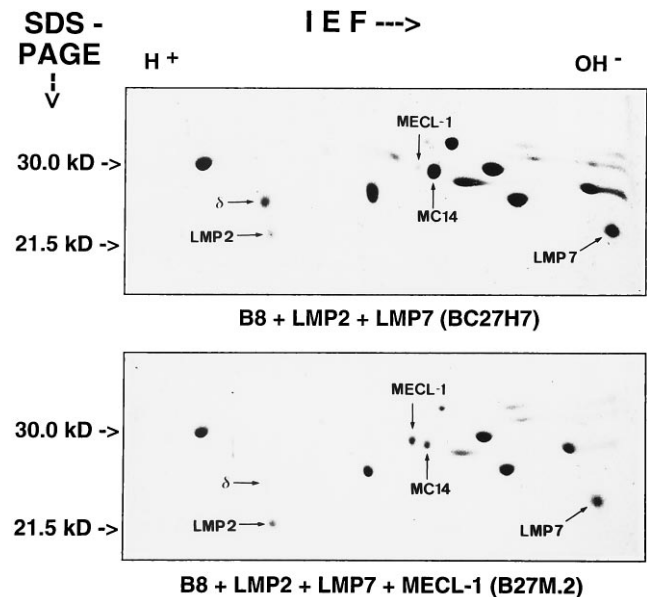 SDS - PAGE
I E F --->
H +
OH -
30.0 kD ->
21.5 kD ->
MECL-1
δ
LMP2
MC14
LMP7
B8 + LMP2 + LMP7 (BC27H7)
30.0 kD ->
21.5 kD ->
MECL-1
δ
LMP2
MC14
LMP7
B8 + LMP2 + LMP7 + MECL-1 (B27M.2)